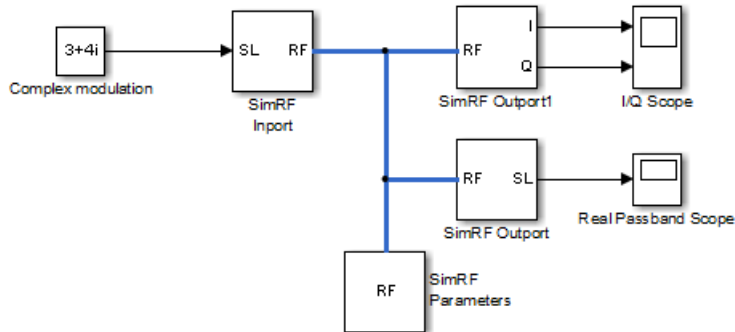 3+4i
Complex modulation
SL RF
SimRF
Inport
RF I
Q
SimRF Outport1
I/Q Scope
RF SL
SimRF Outport
Real Passband Scope
RF
SimRF
Parameters